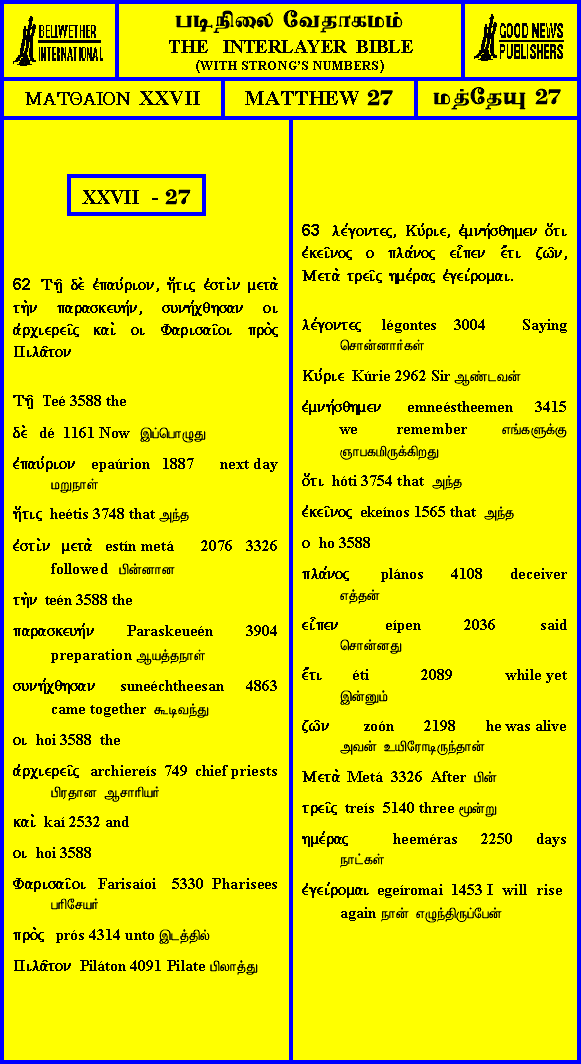 BELLWETHER
INTERNATIONAL
படிநிலை வேதாகமம்
THE INTERLAYER BIBLE
(WITH STRONG'S NUMBERS)
GOOD NEWS
PUBLISHERS
ΜΑΤΘΑΙΟΝ XXVII
MATTHEW 27
மத்தேயு 27
XXVII - 27
62 Τῇ δὲ ἐπαύριον, ἥτις ἐστὶν μετὰ
τὴν παρασκευήν, συνήχθησαν οι
ἀρχιερεῖς καὶ οι Φαρισαῖοι πρὸς
Πιλᾶτον
Τῇ Teé 3588 the
δὲ dé 1161 Now இப்பொழுது
ἐπαύριον epaúrion 1887 next day
மறுநாள்
ἥτις heétis 3748 that அந்த
ἐστὶν μετὰ estín metá 2076 3326
followed பின்னான
τὴν teén 3588 the
παρασκευήν Paraskeueén 3904
preparation ஆயத்தநாள்
συνήχθησαν suneéchtheesan 4863
came together கூடிவந்து
οι hoi 3588 the
ἀρχιερεῖς archiereís 749 chief priests
பிரதான ஆசாரியர்
καὶ kaí 2532 and
οι hoi 3588
Φαρισαῖοι Farisaíoi 5330 Pharisees
பரிசேயர்
πρὸς prós 4314 unto இடத்தில்
Πιλᾶτον Piláton 4091 Pilate பிலாத்து
63 λέγοντες, Κύριε, ἐμνήσθημεν ὅτι
ἐκεῖνος ο πλάνος εἶπεν ἔτι ζῶν,
Μετὰ τρεῖς ημέρας ἐγείρομαι.
λέγοντες légontes 3004 Saying
சொன்னார்கள்
Κύριε Kúrie 2962 Sir ஆண்டவன்
ἐμνήσθημεν emneéstheemen 3415
we remember எங்களுக்கு
ஞாபகமிருக்கிறது
ὅτι hóti 3754 that அந்த
ἐκεῖνος ekeínos 1565 that அந்த
ο ho 3588
πλάνος plános 4108 deceiver
எத்தன்
εἶπεν eípen 2036 said
சொன்னது
ἔτι éti 2089 while yet
இன்னும்
ζῶν zoón 2198 he was alive
அவன் உயிரோடிருந்தான்
Μετὰ Metá 3326 After பின்
τρεῖς treís 5140 three மூன்று
ημέρας heeméras 2250 days
நாட்கள்
ἐγείρομαι egeíromai 1453 I will rise
again நான் எழுந்திருப்பேன்